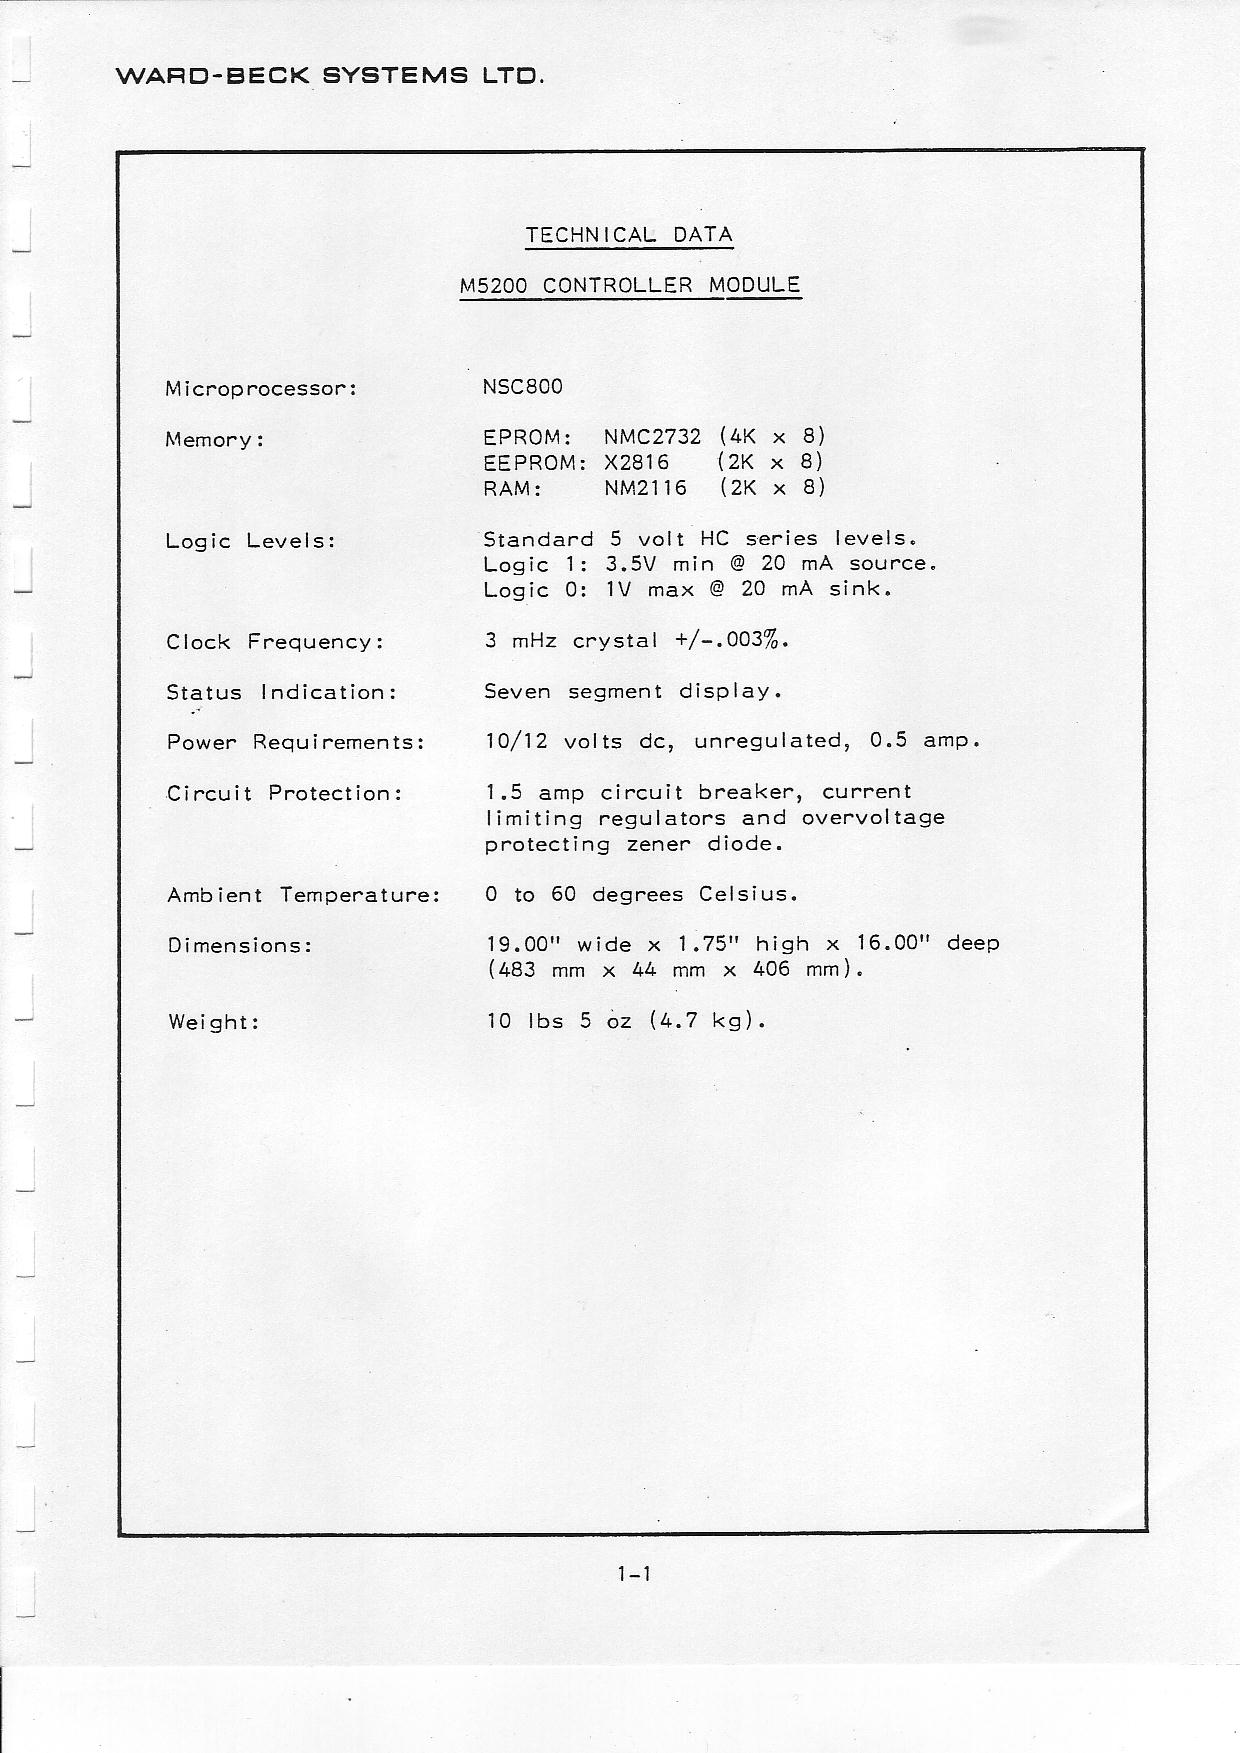 WARD-BECK SYSTEMS LTD.
TECHNICAL DATA
M5200 CONTROLLER MODULE
Microprocessor: NSC800
Memory: EPROM: NMC2732 (4K x 8)
EEPROM: X2816 (2K x 8)
RAM: NM2116 (2K x 8)
Logic Levels: Standard 5 volt HC series levels.
Logic 1: 3.5V min @ 20 mA source.
Logic 0: 1V max @ 20 mA sink.
Clock Frequency: 3 mHz crystal +/-.003%.
Status Indication: Seven segment display.
Power Requirements: 10/12 volts dc, unregulated, 0.5 amp.
Circuit Protection: 1.5 amp circuit breaker, current
limiting regulators and overvoltage
protecting zener diode.
Ambient Temperature: 0 to 60 degrees Celsius.
Dimensions: 19.00" wide x 1.75" high x 16.00" deep
(483 mm x 44 mm x 406 mm).
Weight: 10 lbs 5 oz (4.7 kg).
1-1